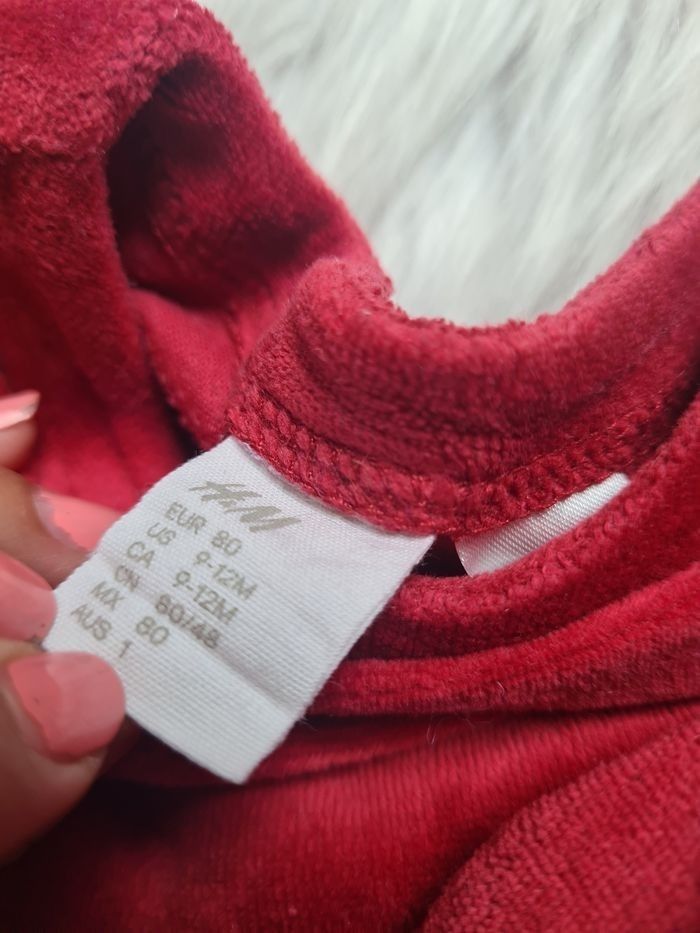 H&M
EUR 80
US 9-12M
CA 9-12M
CN 80/48
MX 80
AUS 1